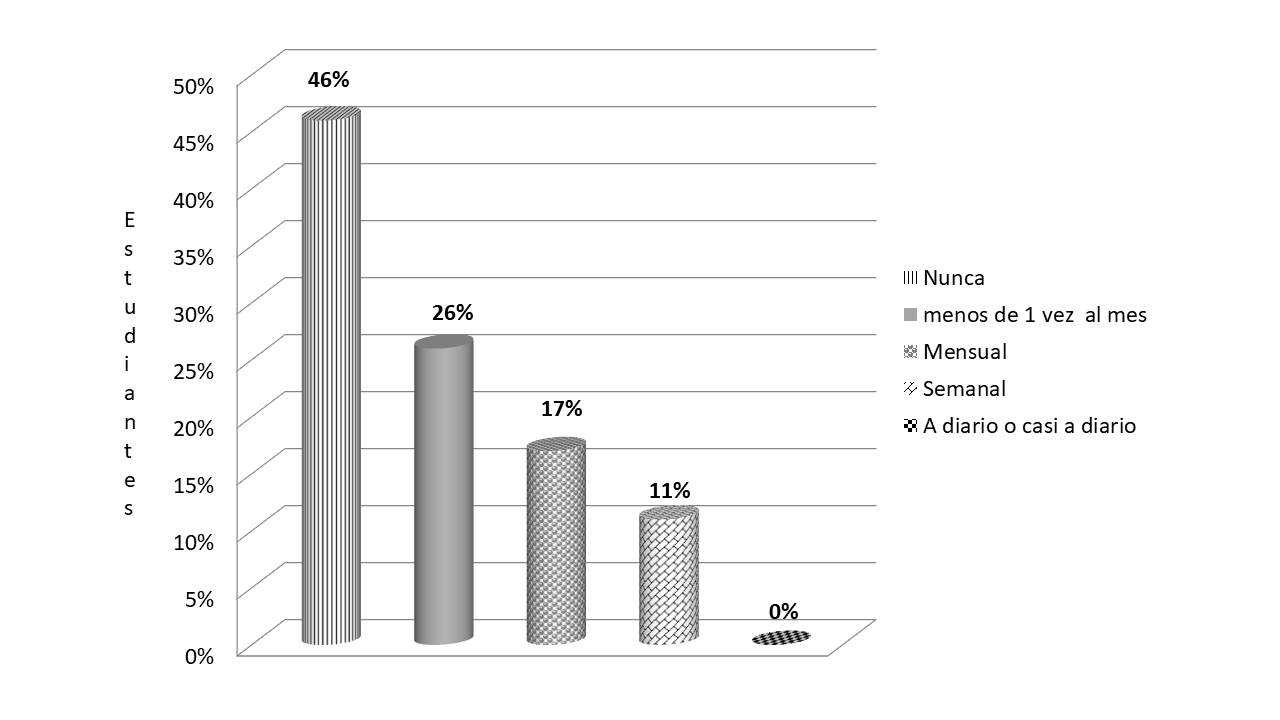 50%
45%
40%
35%
30%
25%
20%
15%
10%
5%
0%
Estudiantes
46%
26%
17%
11%
0%
Nunca
menos de 1 vez  al mes
Mensual
Semanal
A diario o casi a diario